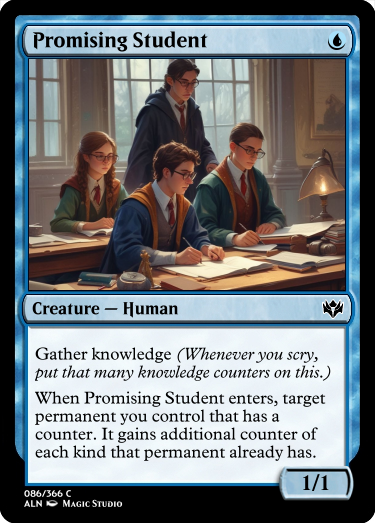 Promising Student
Creature — Human
Gather knowledge (Whenever you scry,
put that many knowledge counters on this.)
When Promising Student enters, target
permanent you control that has a
counter. It gains additional counter of
each kind that permanent already has.
1/1
086/366 C
ALN Magic Studio